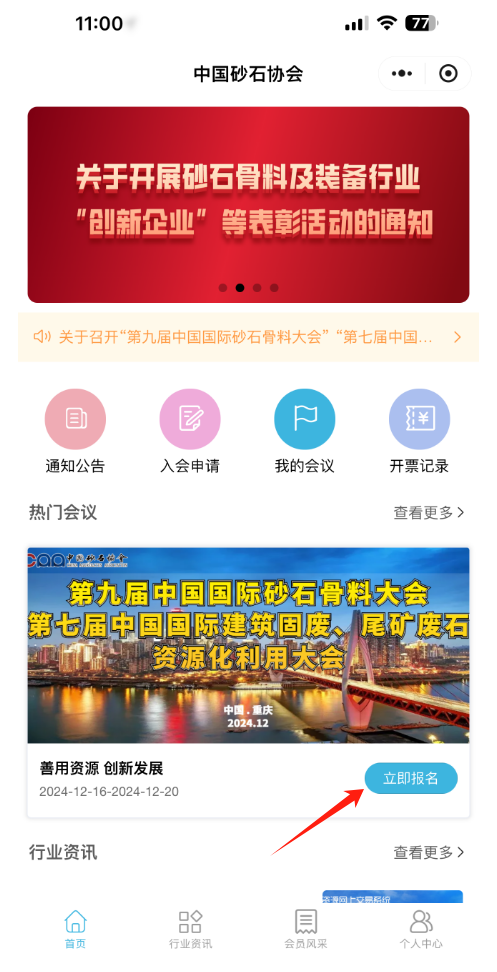 11:00
77
中国砂石协会
关于开展砂石骨料及装备行业
“创新企业”等表彰活动的通知
关于召开“第九届中国国际砂石骨料大会”“第七届中国...
通知公告
入会申请
我的会议
开票记录
热门会议
查看更多
中国砂石协会
第九届中国国际砂石骨料大会
第七届中国国际建筑固废、尾矿废石
资源化利用大会
中国．重庆
2024.12
善用资源 创新发展
2024-12-16-2024-12-20
立即报名
行业资讯
查看更多
首页
行业资讯
会员风采
个人中心